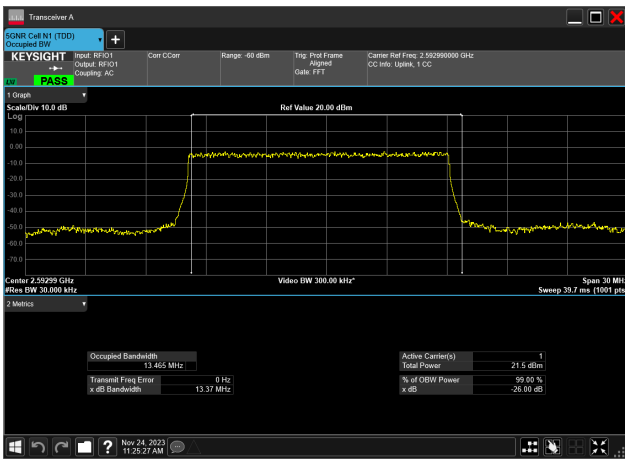 Transceiver A
5GNR Cell N1 (TDD)
Occupied BW
KEYSIGHT
PASS
Input: RFIO1
Output: RFIO1
Coupling: AC
Corr CCorr
Range: -60 dBm
Trig: Prot Frame
Aligned
Gate: FFT
Carrier Ref Freq: 2.592990000 GHz
CC Info: Uplink, 1 CC
1 Graph
Scale/Div 10.0 dB
Ref Value 20.00 dBm
Log
10.0
0.00
-10.0
-20.0
-30.0
-40.0
-50.0
-60.0
-70.0
Center 2.59299 GHz
Video BW 300.00 kHz*
Span 30 MHz
#Res BW 30.000 kHz
Sweep 39.7 ms (1001 pts
2 Metrics
Occupied Bandwidth
13.465 MHz
Transmit Freq Error 0 Hz
x dB Bandwidth 13.37 MHz
Active Carrier(s) 1
Total Power 21.5 dBm
% of OBW Power 99.00 %
x dB -26.00 dB
Nov 24, 2023
11:25:27 AM